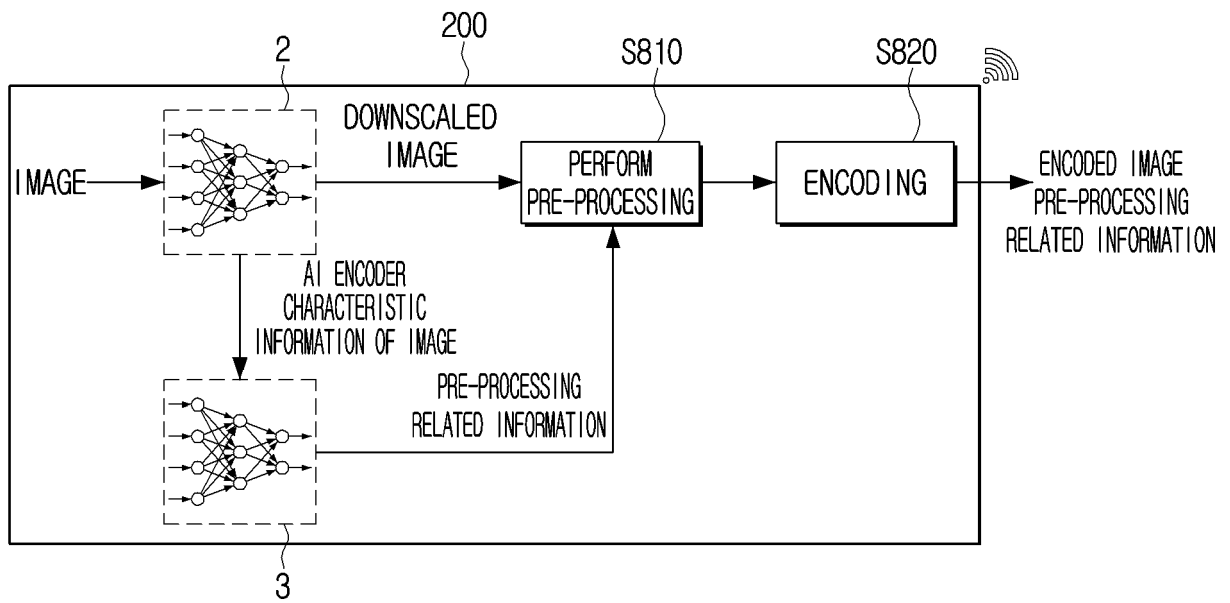 200
2
S810
S820
DOWNSCALED
IMAGE
IMAGE
PERFORM
PRE-PROCESSING
ENCODING
ENCODED IMAGE
PRE-PROCESSING
RELATED INFORMATION
AI ENCODER
CHARACTERISTIC
INFORMATION OF IMAGE
PRE-PROCESSING
RELATED INFORMATION
3